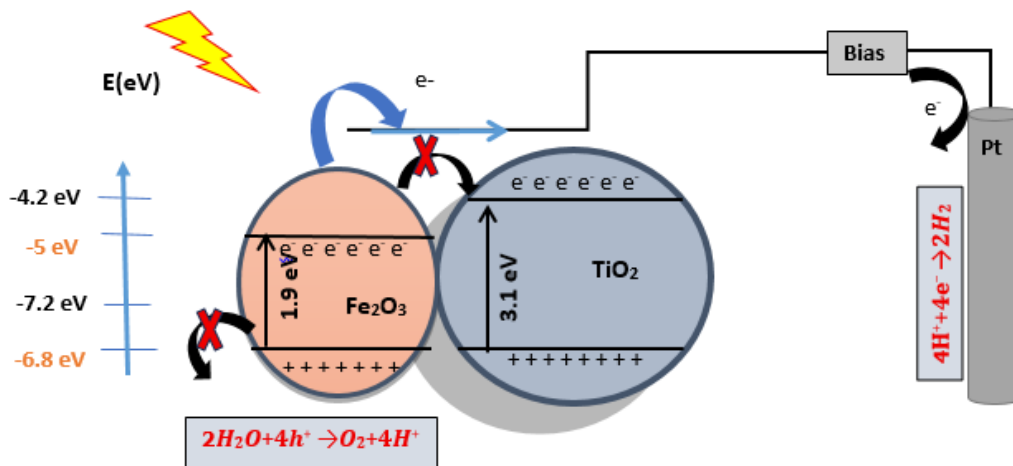 E(eV)
e-
Bias
e⁻
Pt
-4.2 eV
-5 eV
-7.2 eV
-6.8 eV
e⁻ e⁻ e⁻ e⁻ e⁻ e⁻
e⁻ e⁻ e⁻ e⁻ e⁻ e⁻
1.9 eV
Fe₂O₃
3.1 eV
TiO₂
+ + + + + + +
+ + + + + + + +
4H⁺+4e⁻→2H₂
2H₂O+4h⁺→O₂+4H⁺